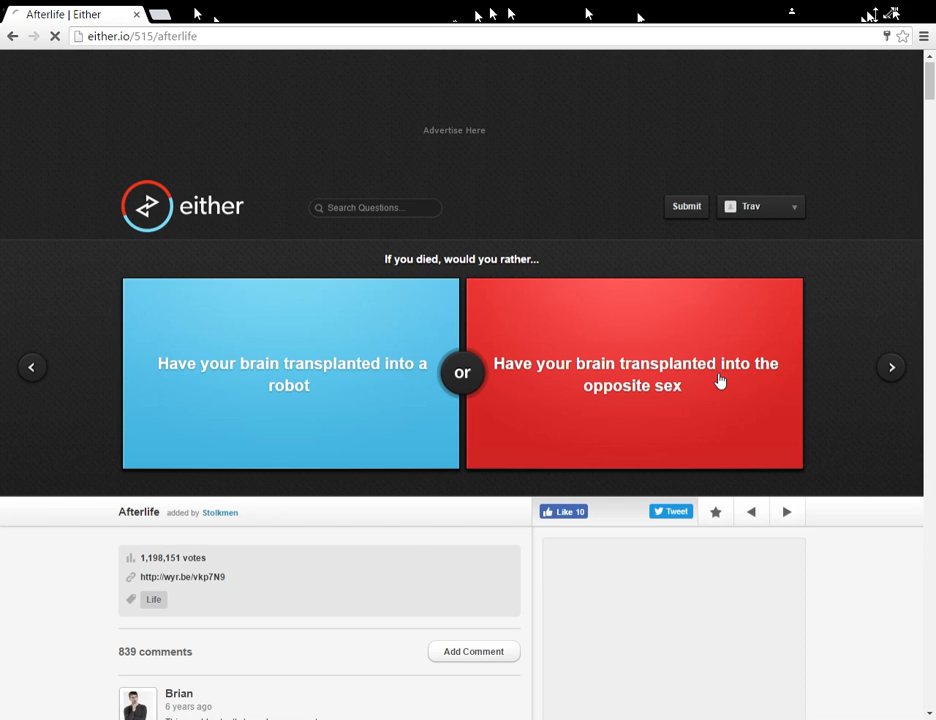 Afterlife | Either
either.io/515/afterlife
Advertise Here
either
Search Questions...
Submit
Trav
If you died, would you rather...
Have your brain transplanted into a
robot
or
Have your brain transplanted into the
opposite sex
Afterlife added by Stolkmen
Like 10
Tweet
1,198,151 votes
http://wyr.be/vkp7N9
Life
839 comments
Add Comment
Brian
6 years ago